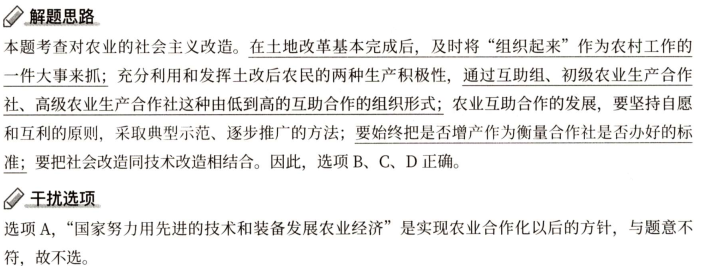 解题思路
本题考查对农业的社会主义改造。在土地改革基本完成后，及时将“组织起来”作为农村工作的
一件大事来抓；充分利用和发挥土改后农民的两种生产积极性，通过互助组、初级农业生产合作
社、高级农业生产合作社这种由低到高的互助合作的组织形式；农业互助合作的发展，要坚持自愿
和互利的原则，采取典型示范、逐步推广的方法；要始终把是否增产作为衡量合作社是否办好的标
准；要把社会改造同技术改造相结合。因此，选项 B、C、D 正确。
干扰选项
选项 A，“国家努力用先进的技术和装备发展农业经济”是实现农业合作化以后的方针，与题意不
符，故不选。